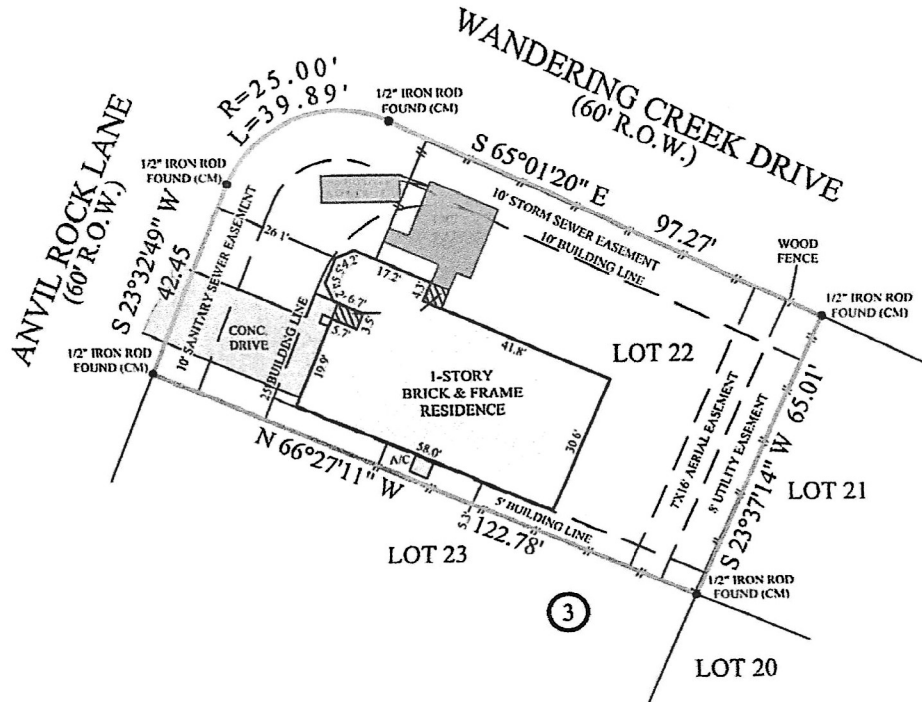 WANDERING CREEK DRIVE
(60' R.O.W.)
R=25.00'
L=39.89'
1/2" IRON ROD
FOUND (CM)
ANVIL ROCK LANE
(60' R.O.W.)
1/2" IRON ROD
FOUND (CM)
S 65°01'20" E
97.27'
10' STORM SEWER EASEMENT
10' BUILDING LINE
WOOD
FENCE
S 23°32'49" W
42.45
10' SANITARY SEWER EASEMENT
26.1'
17.2'
4.3'
1/2" IRON ROD
FOUND (CM)
CONC.
DRIVE
25' BUILDING LINE
5.7'
3.5'
19.9'
41.8'
LOT 22
1/2" IRON ROD
FOUND (CM)
1-STORY
BRICK & FRAME
RESIDENCE
30.6'
7'X16' AERIAL EASEMENT
8' UTILITY EASEMENT
S 23°37'14" W 65.01'
LOT 21
58.0'
A/C
N 66°27'11" W
5.3'
122.78'
5' BUILDING LINE
LOT 23
1/2" IRON ROD
FOUND (CM)
3
LOT 20